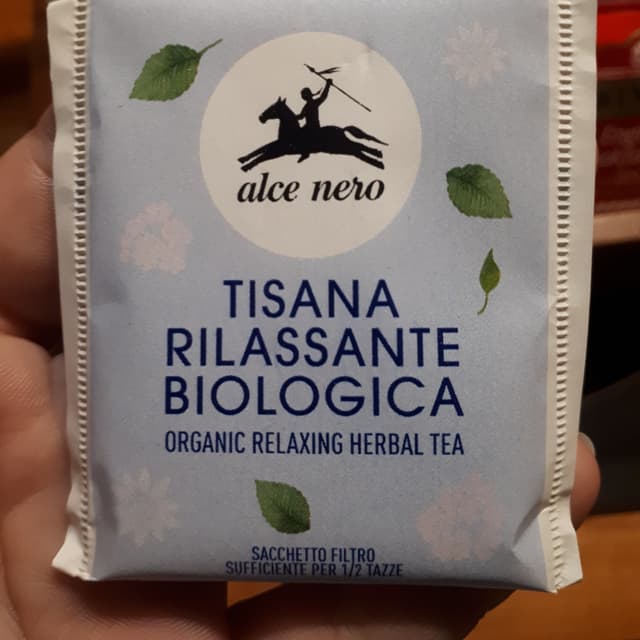 alce nero
TISANA
RILASSANTE
BIOLOGICA
ORGANIC RELAXING HERBAL TEA
SACCHETTO FILTRO
SUFFICIENTE PER 1/2 TAZZE